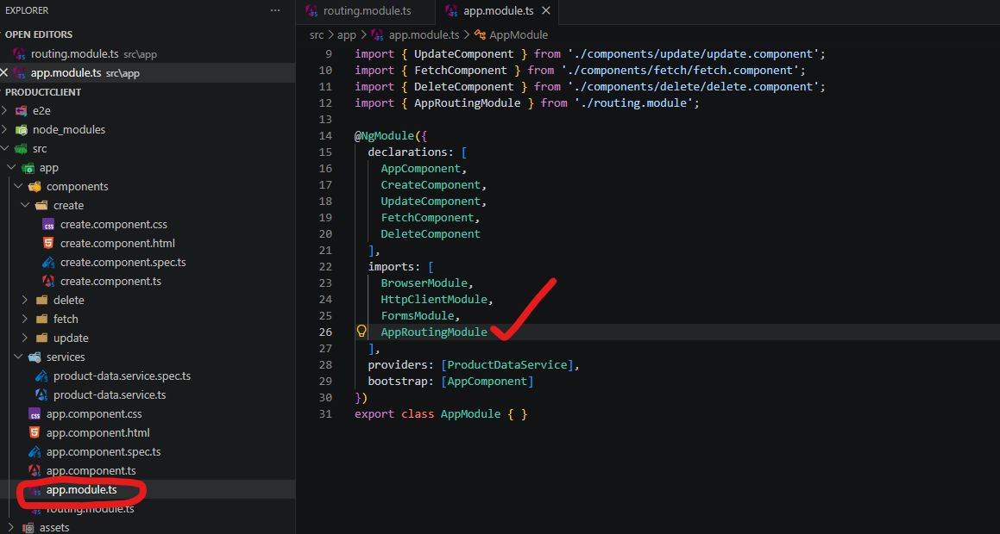 EXPLORER
···
OPEN EDITORS
routing.module.ts src\app
app.module.ts src\app
PRODUCTCLIENT
e2e
node_modules
src
app
components
create
create.component.css
create.component.html
create.component.spec.ts
create.component.ts
delete
fetch
update
services
product-data.service.spec.ts
product-data.service.ts
app.component.css
app.component.html
app.component.spec.ts
app.component.ts
app.module.ts
routing.module.ts
assets
routing.module.ts
app.module.ts
src > app > app.module.ts > AppModule
9 import { UpdateComponent } from './components/update/update.component';
10 import { FetchComponent } from './components/fetch/fetch.component';
11 import { DeleteComponent } from './components/delete/delete.component';
12 import { AppRoutingModule } from './routing.module';
13
14 @NgModule({
15 declarations: [
16 AppComponent,
17 CreateComponent,
18 UpdateComponent,
19 FetchComponent,
20 DeleteComponent
21 ],
22 imports: [
23 BrowserModule,
24 HttpClientModule,
25 FormsModule,
26 AppRoutingModule
27 ],
28 providers: [ProductDataService],
29 bootstrap: [AppComponent]
30 })
31 export class AppModule { }